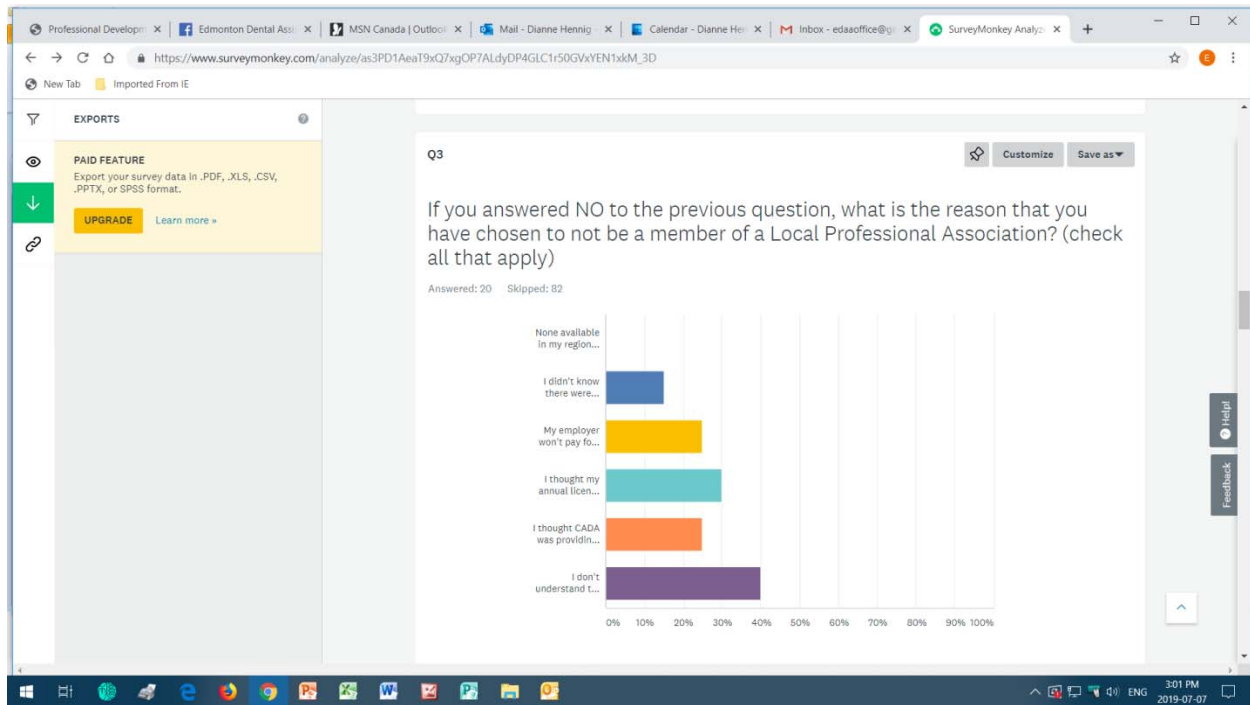 Professional Developm
Edmonton Dental Assi
MSN Canada | Outloo
Mail - Dianne Hennig
Calendar - Dianne Hen
Inbox - edaaoffice@g
SurveyMonkey Analyz
https://www.surveymonkey.com/analyze/as3PD1AeaT9xQ7xgOP7ALdyDP4GLC1r50GVxYEN1xkM_3D
E
New Tab Imported From IE
EXPORTS
PAID FEATURE
Export your survey data in .PDF, .XLS, .CSV,
.PPTX, or SPSS format.
UPGRADE Learn more »
Q3
Customize Save as
If you answered NO to the previous question, what is the reason that you
have chosen to not be a member of a Local Professional Association? (check
all that apply)
Answered: 20 Skipped: 82
None available
in my region...
I didn't know
there were...
My employer
won't pay fo...
I thought my
annual licen...
I thought CADA
was providin...
I don't
understand t...
0% 10% 20% 30% 40% 50% 60% 70% 80% 90% 100%
Help!
Feedback
ENG
3:01 PM
2019-07-07